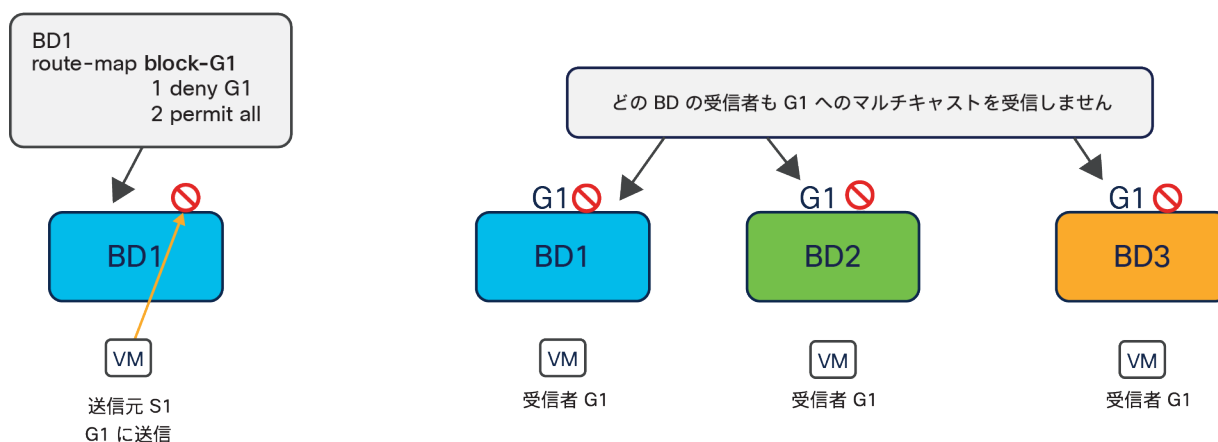 BD1
route-map block-G1
1 deny G1
2 permit all
BD1
VM
送信元 S1
G1 に送信
どの BD の受信者も G1 へのマルチキャストを受信しません
G1
G1
G1
BD1
BD2
BD3
VM
VM
VM
受信者 G1
受信者 G1
受信者 G1